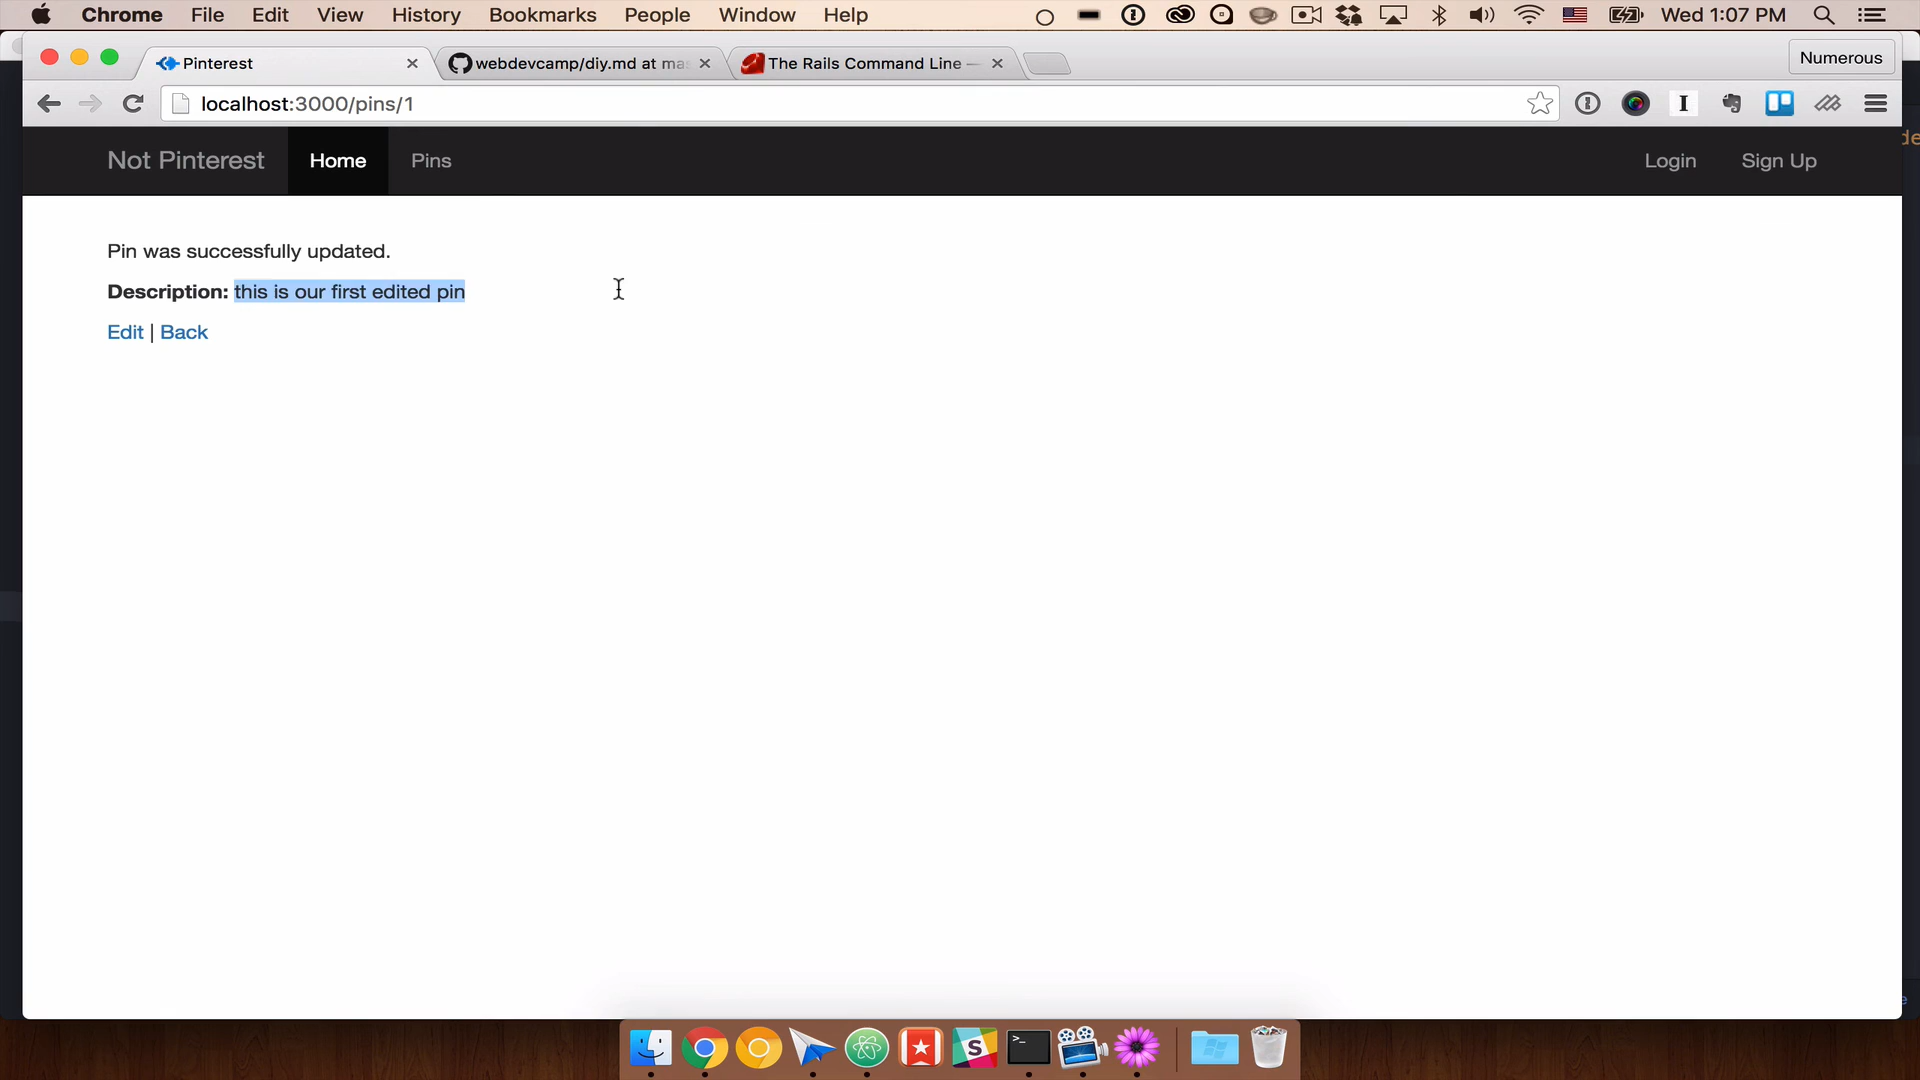 Chrome File Edit View History Bookmarks People Window Help Wed 1:07 PM
Pinterest webdevcamp/diy.md at mas The Rails Command Line — Numerous
localhost:3000/pins/1
Not Pinterest Home Pins Login Sign Up
Pin was successfully updated.
Description: this is our first edited pin
Edit | Back